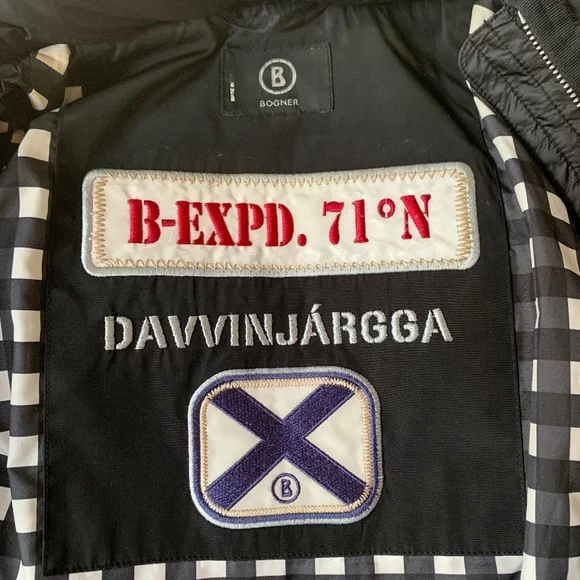 B
BOGNER
B-EXPD. 71°N
DAVVINJÁRGGA
B